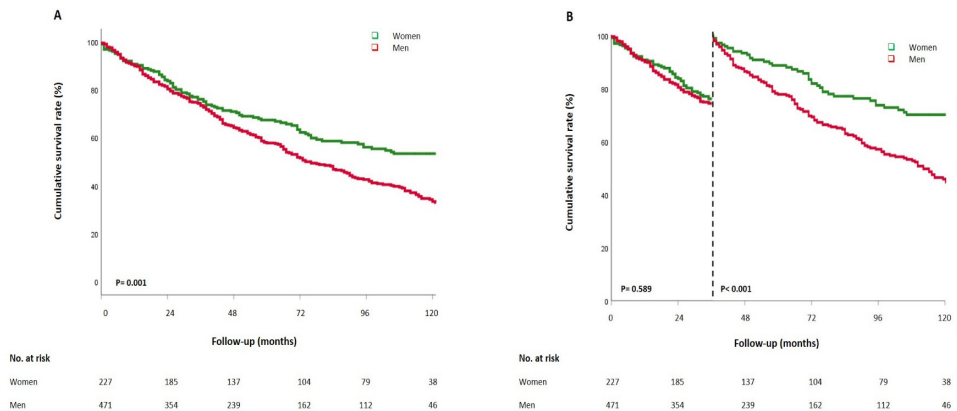 A
Cumulative survival rate (%)
100
80
60
40
20
0
Women
Men
P= 0.001
0 24 48 72 96 120
Follow-up (months)
No. at risk
Women 227 185 137 104 79 38
Men 471 354 239 162 112 46
B
Cumulative survival rate (%)
100
80
60
40
20
0
Women
Men
P= 0.589
P< 0.001
0 24 48 72 96 120
Follow-up (months)
No. at risk
Women 227 185 137 104 79 38
Men 471 354 239 162 112 46